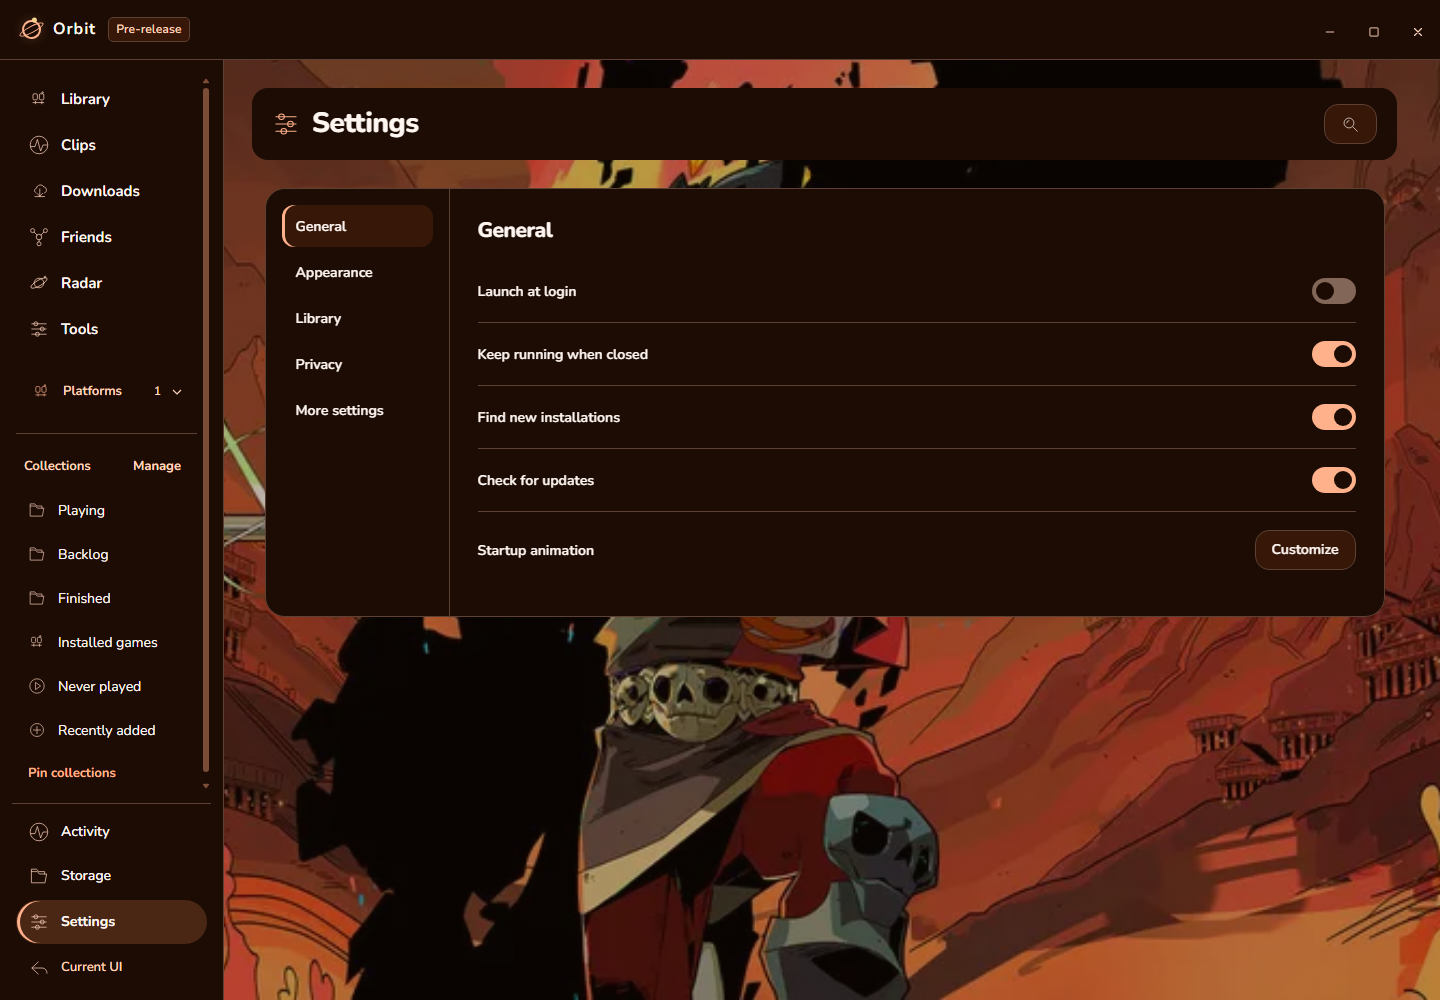 Orbit Pre-release
Library
Clips
Downloads
Friends
Radar
Tools
Platforms 1
Collections Manage
Playing
Backlog
Finished
Installed games
Never played
Recently added
Pin collections
Activity
Storage
Settings
Current UI
Settings
General
Appearance
Library
Privacy
More settings
General
Launch at login
Keep running when closed
Find new installations
Check for updates
Startup animation Customize